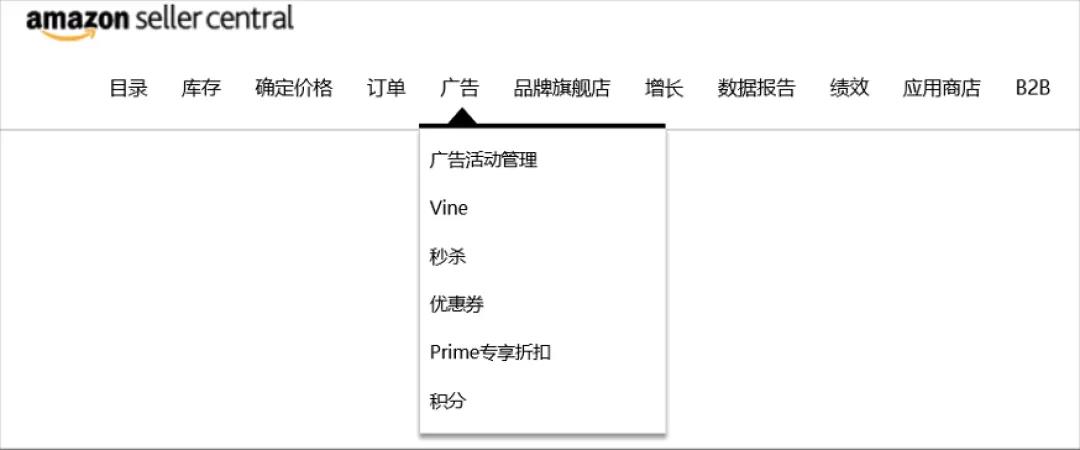 amazon seller central
目录 库存 确定价格 订单 广告 品牌旗舰店 增长 数据报告 绩效 应用商店 B2B
广告活动管理
Vine
秒杀
优惠券
Prime专享折扣
积分